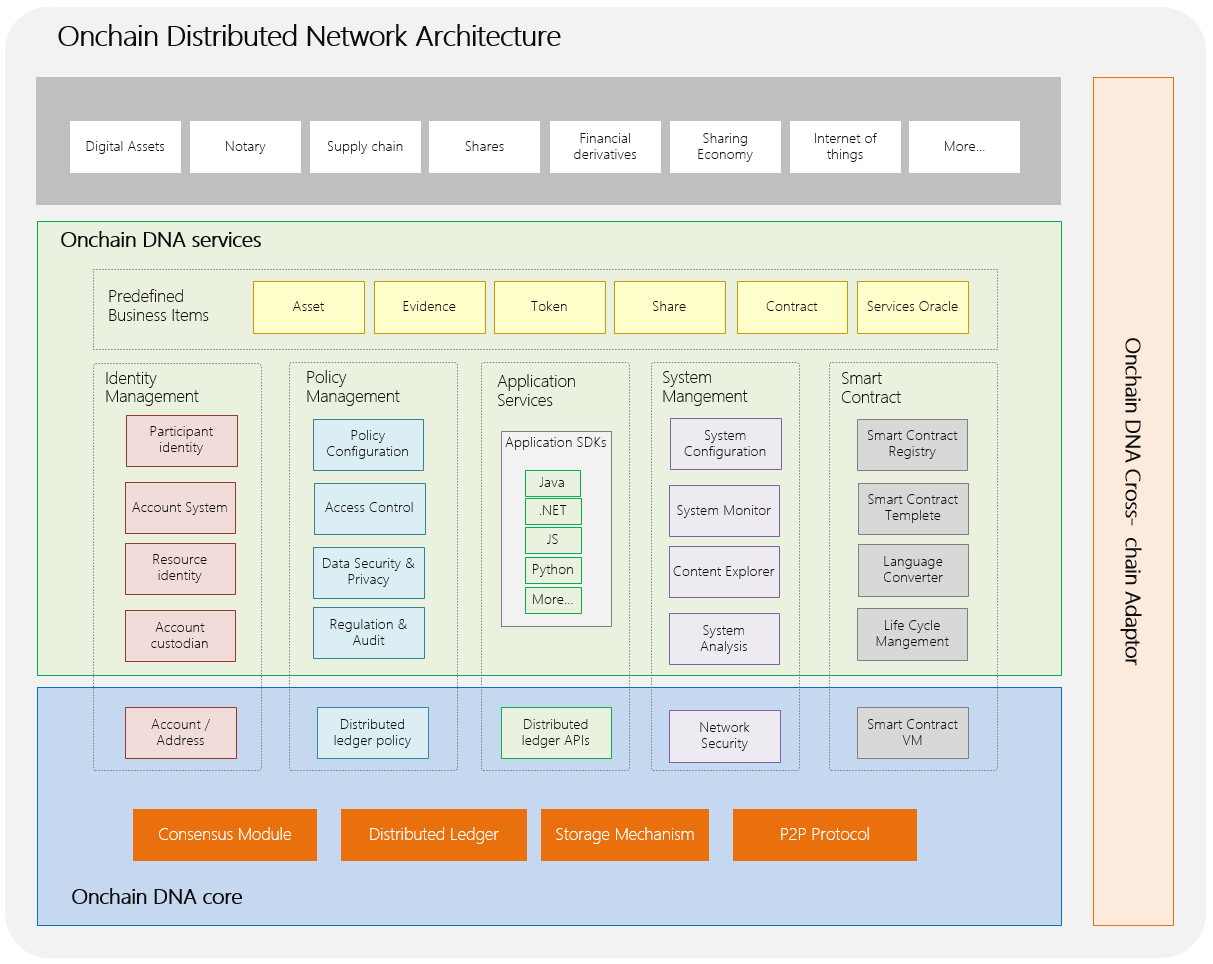 Onchain Distributed Network Architecture
Digital Assets
Notary
Supply chain
Shares
Financial
derivatives
Sharing
Economy
Internet of
things
More...
Onchain DNA services
Predefined
Business Items
Asset
Evidence
Token
Share
Contract
Services Oracle
Identity
Management
Participant
identity
Account System
Resource
identity
Account
custodian
Policy
Management
Policy
Configuration
Access Control
Data Security &
Privacy
Regulation &
Audit
Application
Services
Application SDKs
Java
.NET
JS
Python
More...
System
Mangement
System
Configuration
System Monitor
Content Explorer
System
Analysis
Smart
Contract
Smart Contract
Registry
Smart Contract
Templete
Language
Converter
Life Cycle
Mangement
Account /
Address
Distributed
ledger policy
Distributed
ledger APIs
Network
Security
Smart Contract
VM
Consensus Module
Distributed Ledger
Storage Mechanism
P2P Protocol
Onchain DNA core
Onchain DNA Cross- chain Adaptor